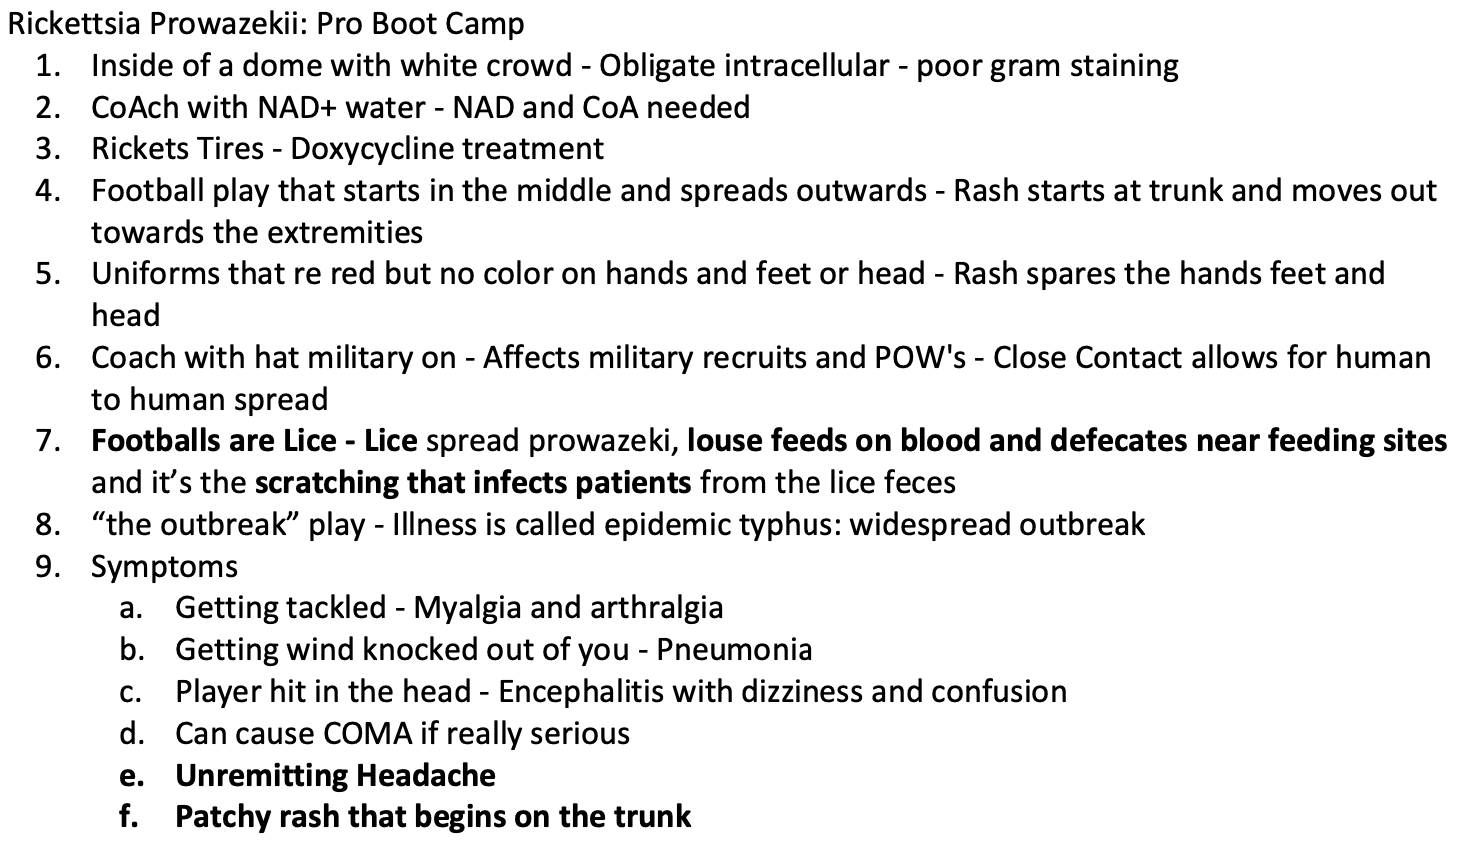 Rickettsia Prowazekii: Pro Boot Camp
1. Inside of a dome with white crowd - Obligate intracellular - poor gram staining
2. CoAch with NAD+ water - NAD and CoA needed
3. Rickets Tires - Doxycycline treatment
4. Football play that starts in the middle and spreads outwards - Rash starts at trunk and moves out
towards the extremities
5. Uniforms that re red but no color on hands and feet or head - Rash spares the hands feet and
head
6. Coach with hat military on - Affects military recruits and POW's - Close Contact allows for human
to human spread
7. Footballs are Lice - Lice spread prowazeki, louse feeds on blood and defecates near feeding sites
and it’s the scratching that infects patients from the lice feces
8. “the outbreak” play - Illness is called epidemic typhus: widespread outbreak
9. Symptoms
a. Getting tackled - Myalgia and arthralgia
b. Getting wind knocked out of you - Pneumonia
c. Player hit in the head - Encephalitis with dizziness and confusion
d. Can cause COMA if really serious
e. Unremitting Headache
f. Patchy rash that begins on the trunk